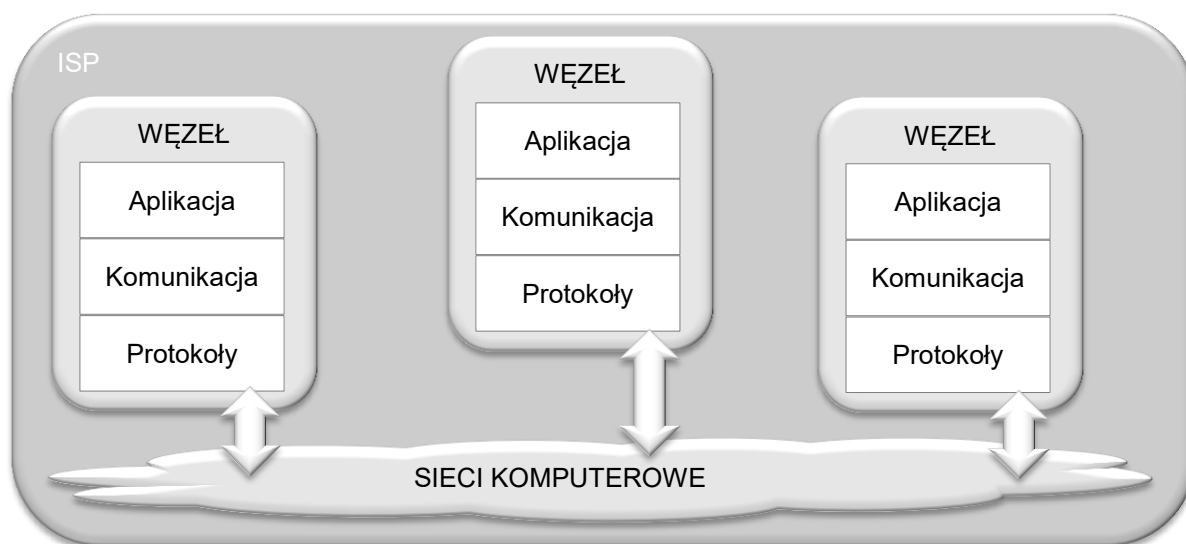 ISP
WĘZEŁ
Aplikacja
Komunikacja
Protokoły
WĘZEŁ
Aplikacja
Komunikacja
Protokoły
WĘZEŁ
Aplikacja
Komunikacja
Protokoły
SIECI KOMPUTEROWE